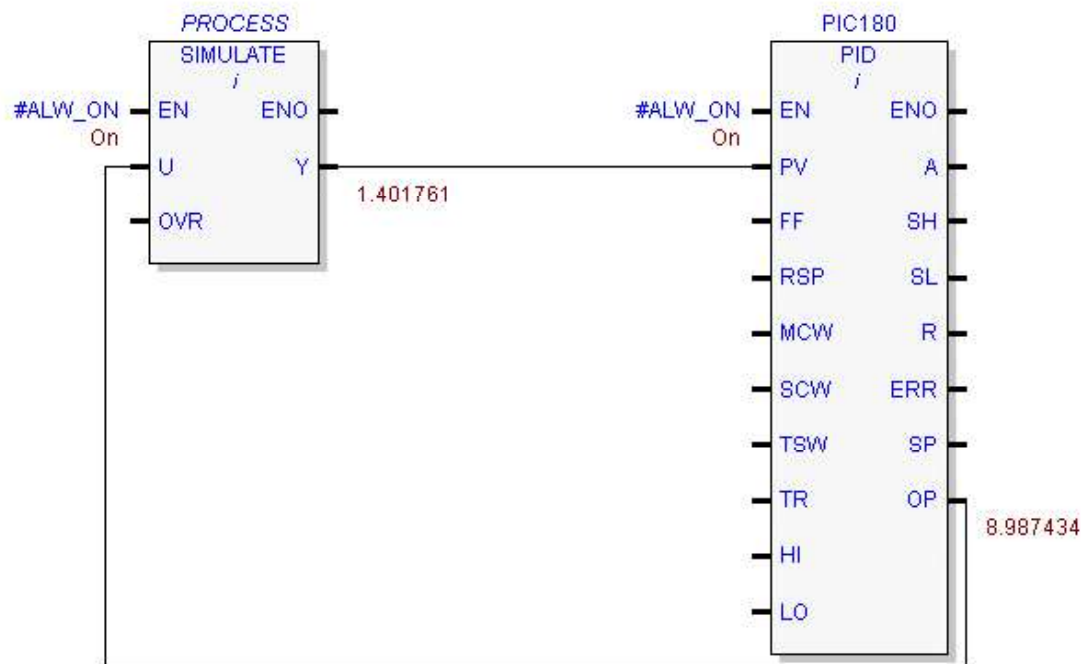 PROCESS
SIMULATE
i
#ALW_ON
On
EN
ENO
U
Y
1.401761
OVR
PIC180
PID
i
#ALW_ON
On
EN
ENO
PV
A
FF
SH
RSP
SL
MCW
R
SCW
ERR
TSW
SP
TR
OP
8.987434
HI
LO